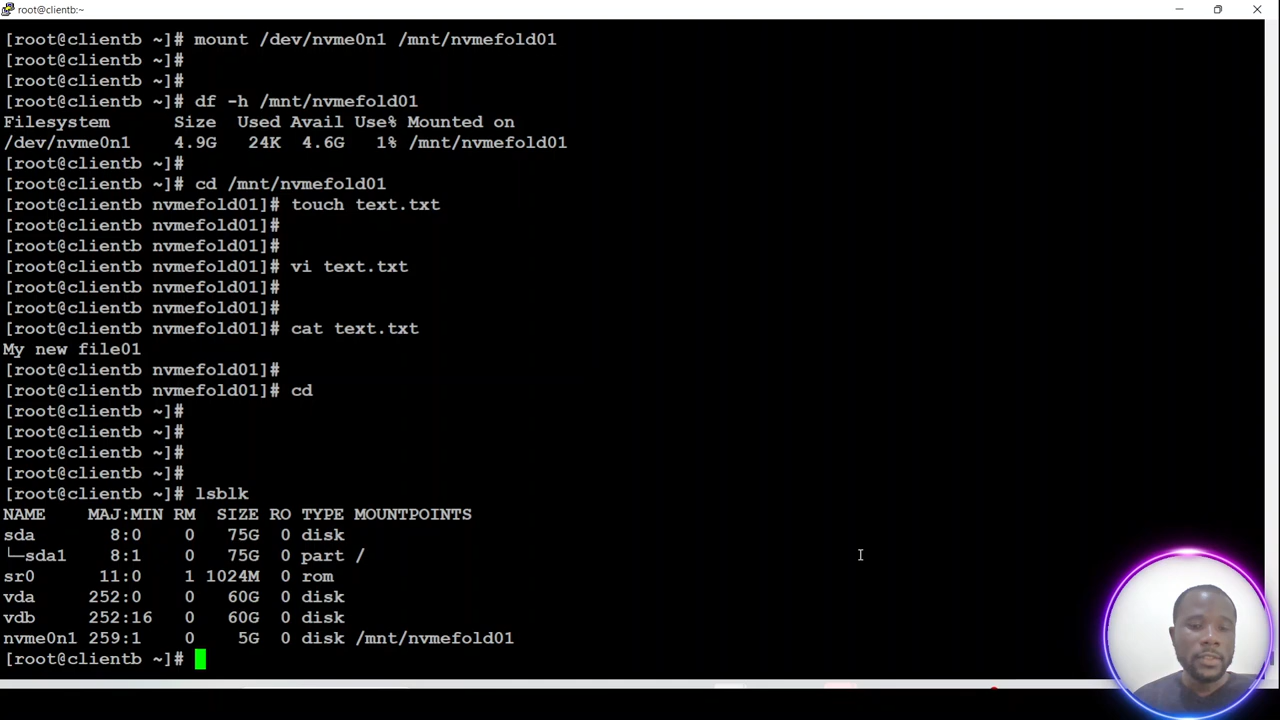 root@clientb:~
[root@clientb ~]# mount /dev/nvme0n1 /mnt/nvmefold01
[root@clientb ~]#
[root@clientb ~]#
[root@clientb ~]# df -h /mnt/nvmefold01
Filesystem      Size  Used Avail Use% Mounted on
/dev/nvme0n1    4.9G   24K  4.6G   1% /mnt/nvmefold01
[root@clientb ~]#
[root@clientb ~]# cd /mnt/nvmefold01
[root@clientb nvmefold01]# touch text.txt
[root@clientb nvmefold01]#
[root@clientb nvmefold01]#
[root@clientb nvmefold01]# vi text.txt
[root@clientb nvmefold01]#
[root@clientb nvmefold01]#
[root@clientb nvmefold01]# cat text.txt
My new file01
[root@clientb nvmefold01]#
[root@clientb nvmefold01]# cd
[root@clientb ~]#
[root@clientb ~]#
[root@clientb ~]#
[root@clientb ~]#
[root@clientb ~]# lsblk
NAME    MAJ:MIN RM  SIZE RO TYPE MOUNTPOINTS
sda       8:0    0   75G  0 disk
└─sda1    8:1    0   75G  0 part /
sr0      11:0    1 1024M  0 rom
vda     252:0    0   60G  0 disk
vdb     252:16   0   60G  0 disk
nvme0n1 259:1    0    5G  0 disk /mnt/nvmefold01
[root@clientb ~]#